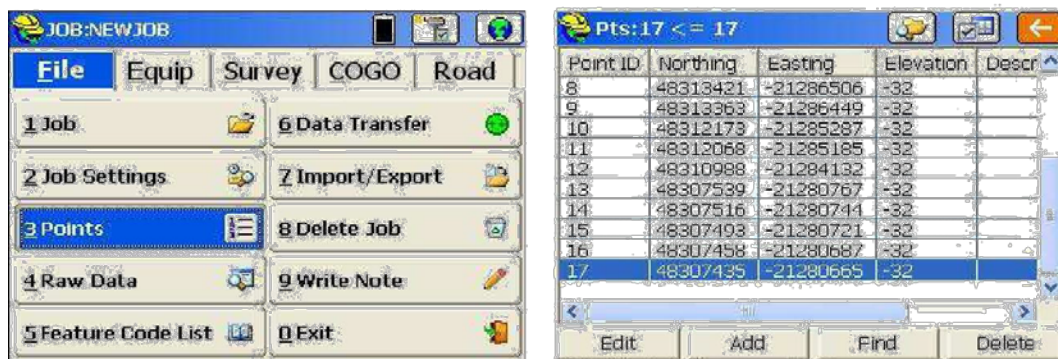 JOB:NEWJOB
File Equip Survey COGO Road
1 Job 6 Data Transfer
2 Job Settings 7 Import/Export
3 Points 8 Delete Job
4 Raw Data 9 Write Note
5 Feature Code List 0 Exit
Pts:17 <= 17
Point ID Northing Easting Elevation Descr
8 48313421 -21286506 -32
9 48313363 -21286449 -32
10 48312173 -21285287 -32
11 48312068 -21285185 -32
12 48310988 -21284132 -32
13 48307539 -21280767 -32
14 48307516 -21280744 -32
15 48307493 -21280721 -32
16 48307458 -21280687 -32
17 48307435 -21280665 -32
Edit Add Find Delete